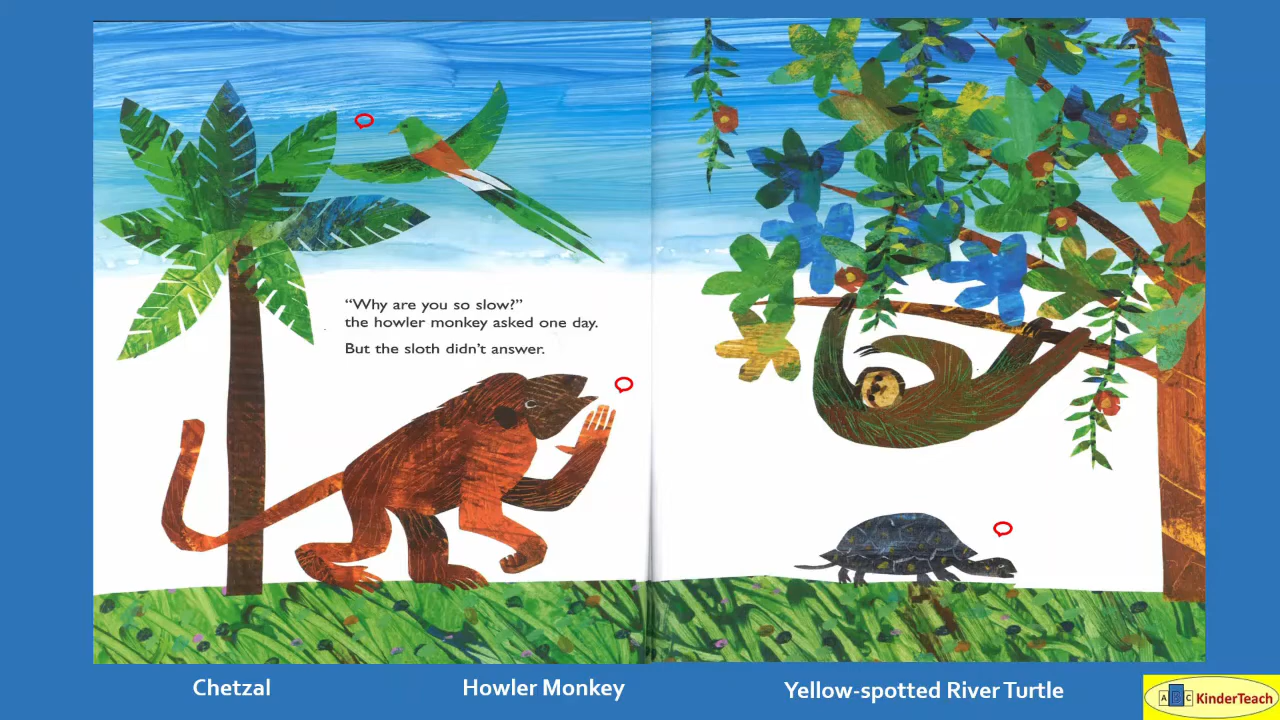 “Why are you so slow?”
the howler monkey asked one day.
But the sloth didn’t answer.
Chetzal
Howler Monkey
Yellow-spotted River Turtle
A B C KinderTeach